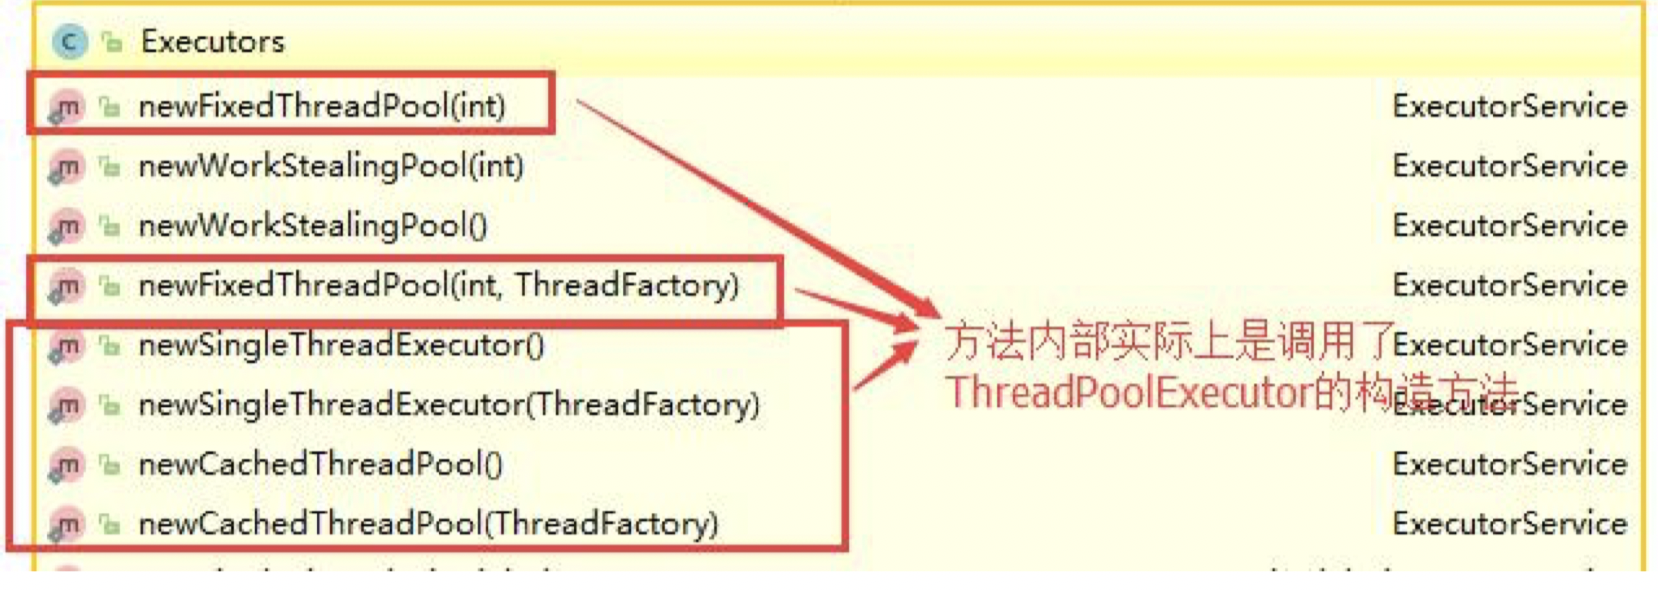 Executors
newFixedThreadPool(int) ExecutorService
newWorkStealingPool(int) ExecutorService
newWorkStealingPool() ExecutorService
newFixedThreadPool(int, ThreadFactory) ExecutorService
newSingleThreadExecutor() ExecutorService
方法内部实际上是调用了
ThreadPoolExecutor的构造方法
newSingleThreadExecutor(ThreadFactory) ExecutorService
newCachedThreadPool() ExecutorService
newCachedThreadPool(ThreadFactory) ExecutorService